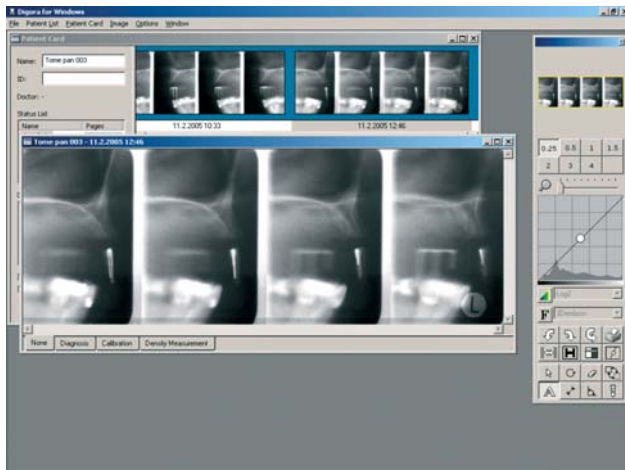 Digora for Windows
File Patient List Patient Card Image Options Window
Patient Card
Name: Tome pan 003
ID:
Doctor: -
Status List
Name Pages
11.2.2005 10:33 11.2.2005 12:46
Tome pan 003 - 11.2.2005 12:46
L
None Diagnosis Calibration Density Measurement
0.25 0.5 1 1.5
2 3 4
F
A